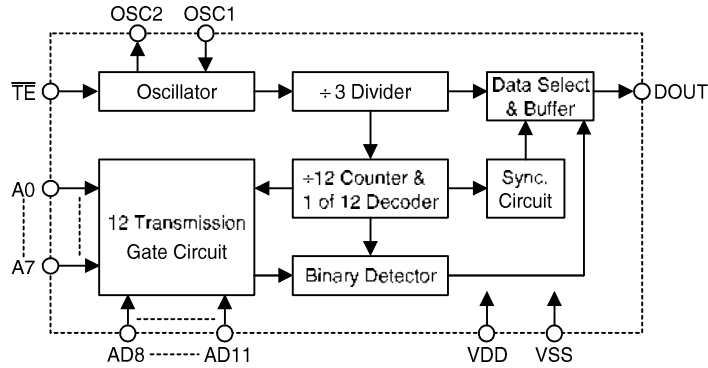 OSC2 OSC1
TE
Oscillator
÷3 Divider
Data Select
& Buffer
DOUT
A0
12 Transmission
Gate Circuit
÷12 Counter &
1 of 12 Decoder
Sync.
Circuit
A7
Binary Detector
AD8 AD11
VDD VSS